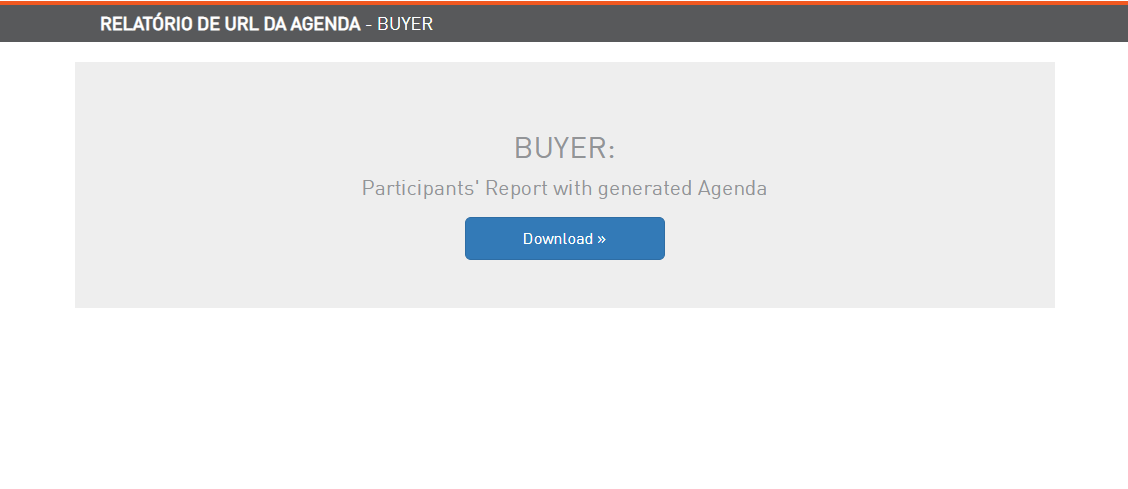 RELATÓRIO DE URL DA AGENDA - BUYER
BUYER:
Participants' Report with generated Agenda
Download »